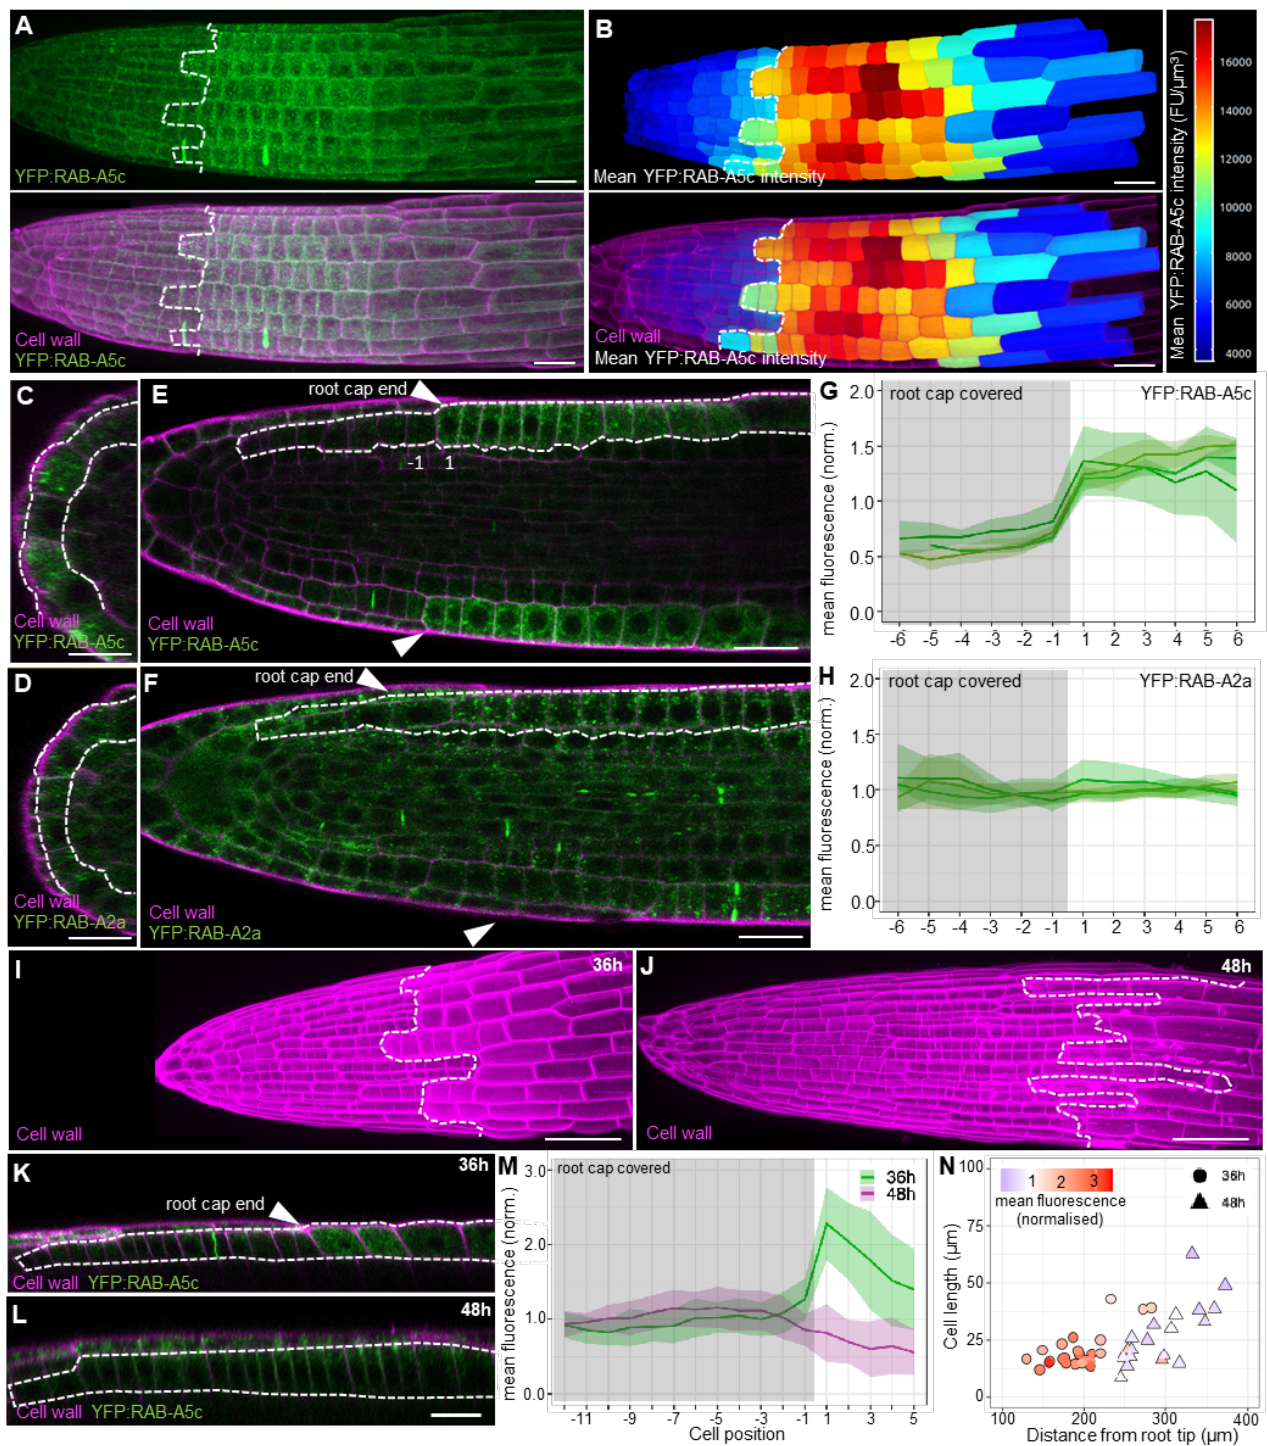 A
YFP:RAB-A5c
Cell wall
YFP:RAB-A5c
B
Mean YFP:RAB-A5c intensity
Cell wall
Mean YFP:RAB-A5c intensity
Mean YFP:RAB-A5c intensity (FU/µm³)
16000
14000
12000
10000
8000
6000
4000
C
Cell wall
YFP:RAB-A5c
E
root cap end
-1 1
Cell wall
YFP:RAB-A5c
G
root cap covered
YFP:RAB-A5c
mean fluorescence (norm.)
2.0
1.5
1.0
0.5
0.0
-6 -5 -4 -3 -2 -1 1 2 3 4 5 6
D
Cell wall
YFP:RAB-A2a
F
root cap end
Cell wall
YFP:RAB-A2a
H
root cap covered
YFP:RAB-A2a
mean fluorescence (norm.)
2.0
1.5
1.0
0.5
0.0
-6 -5 -4 -3 -2 -1 1 2 3 4 5 6
I
36h
Cell wall
J
48h
Cell wall
K
36h
root cap end
Cell wall YFP:RAB-A5c
L
48h
Cell wall YFP:RAB-A5c
M
root cap covered
36h
48h
mean fluorescence (norm.)
3.0
2.0
1.0
0.0
-11 -9 -7 -5 -3 -1 1 3 5
Cell position
N
1 2 3
mean fluorescence
(normalised)
36h
48h
Cell length (µm)
100
75
50
25
0
100 200 300 400
Distance from root tip (µm)